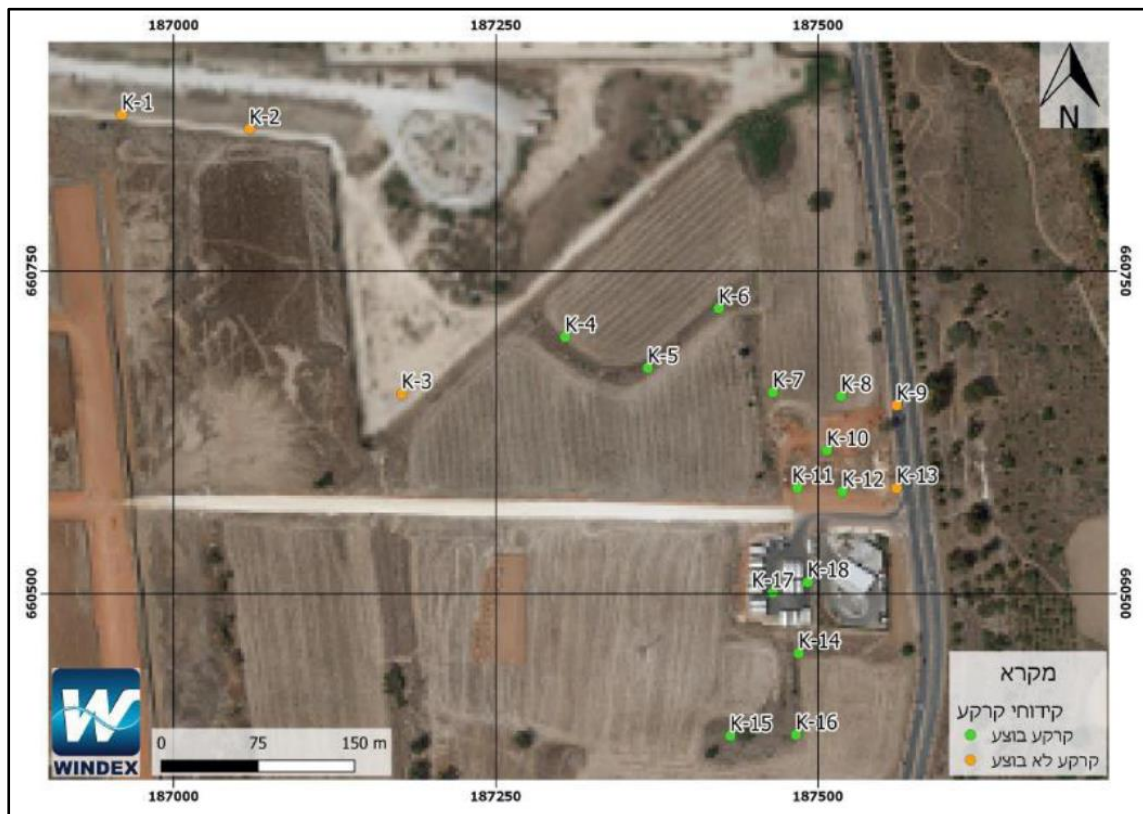 187000 187250 187500
N
K-1
K-2
660750 660750
K-6
K-4
K-5
K-3
K-7
K-8
K-9
K-10
K-11
K-12
K-13
K-18
K-17
660500 660500
K-14
K-15
K-16
מקרא
קידוחי קרקע
קרקע בוצע
קרקע לא בוצע
W
WINDEX
0 75 150 m
187000 187250 187500